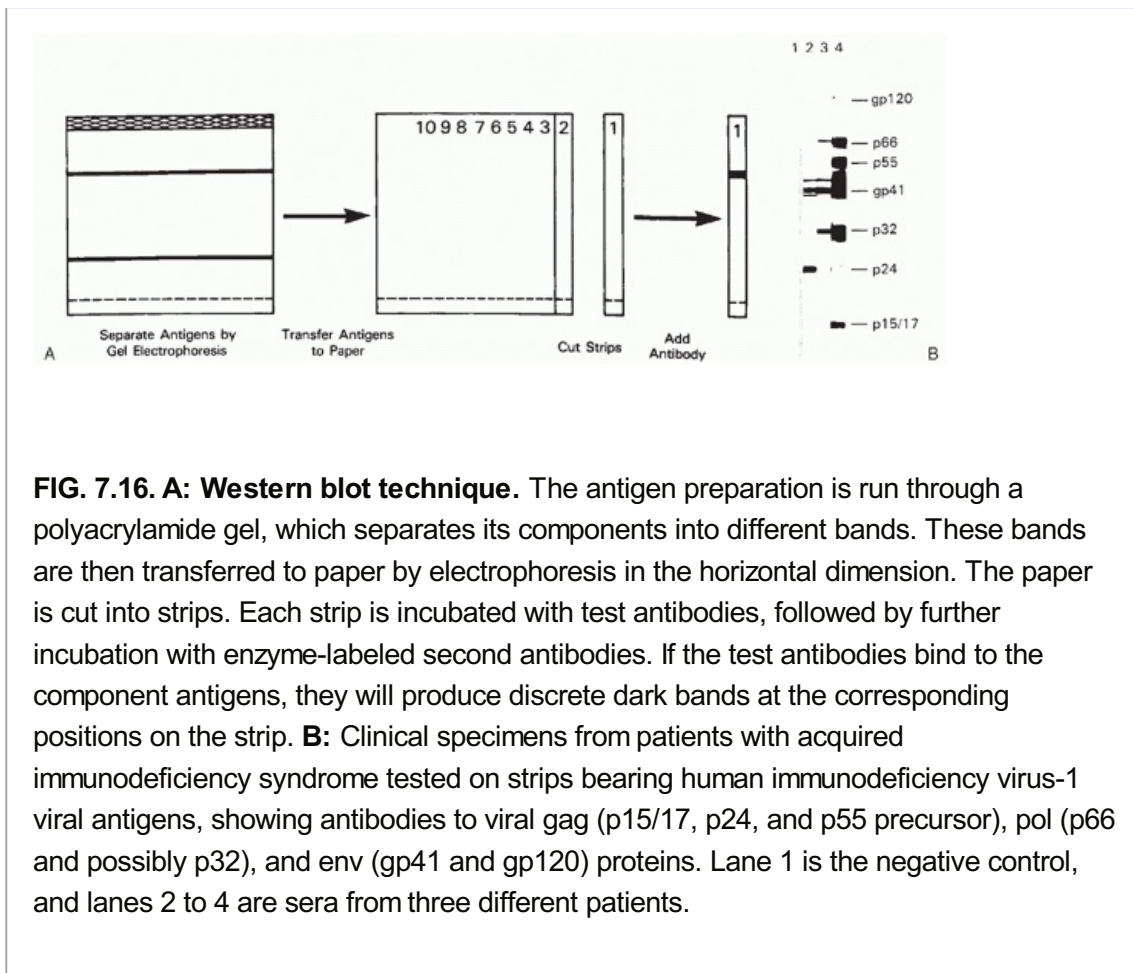 1 2 3 4
gp120
p66
p55
gp41
p32
p24
p15/17
10 9 8 7 6 5 4 3 2
1
1
Separate Antigens by
Gel Electrophoresis
Transfer Antigens
to Paper
Cut Strips
Add
Antibody
A
B
FIG. 7.16. A: Western blot technique. The antigen preparation is run through a
polyacrylamide gel, which separates its components into different bands. These bands
are then transferred to paper by electrophoresis in the horizontal dimension. The paper
is cut into strips. Each strip is incubated with test antibodies, followed by further
incubation with enzyme-labeled second antibodies. If the test antibodies bind to the
component antigens, they will produce discrete dark bands at the corresponding
positions on the strip. B: Clinical specimens from patients with acquired
immunodeficiency syndrome tested on strips bearing human immunodeficiency virus-1
viral antigens, showing antibodies to viral gag (p15/17, p24, and p55 precursor), pol (p66
and possibly p32), and env (gp41 and gp120) proteins. Lane 1 is the negative control,
and lanes 2 to 4 are sera from three different patients.